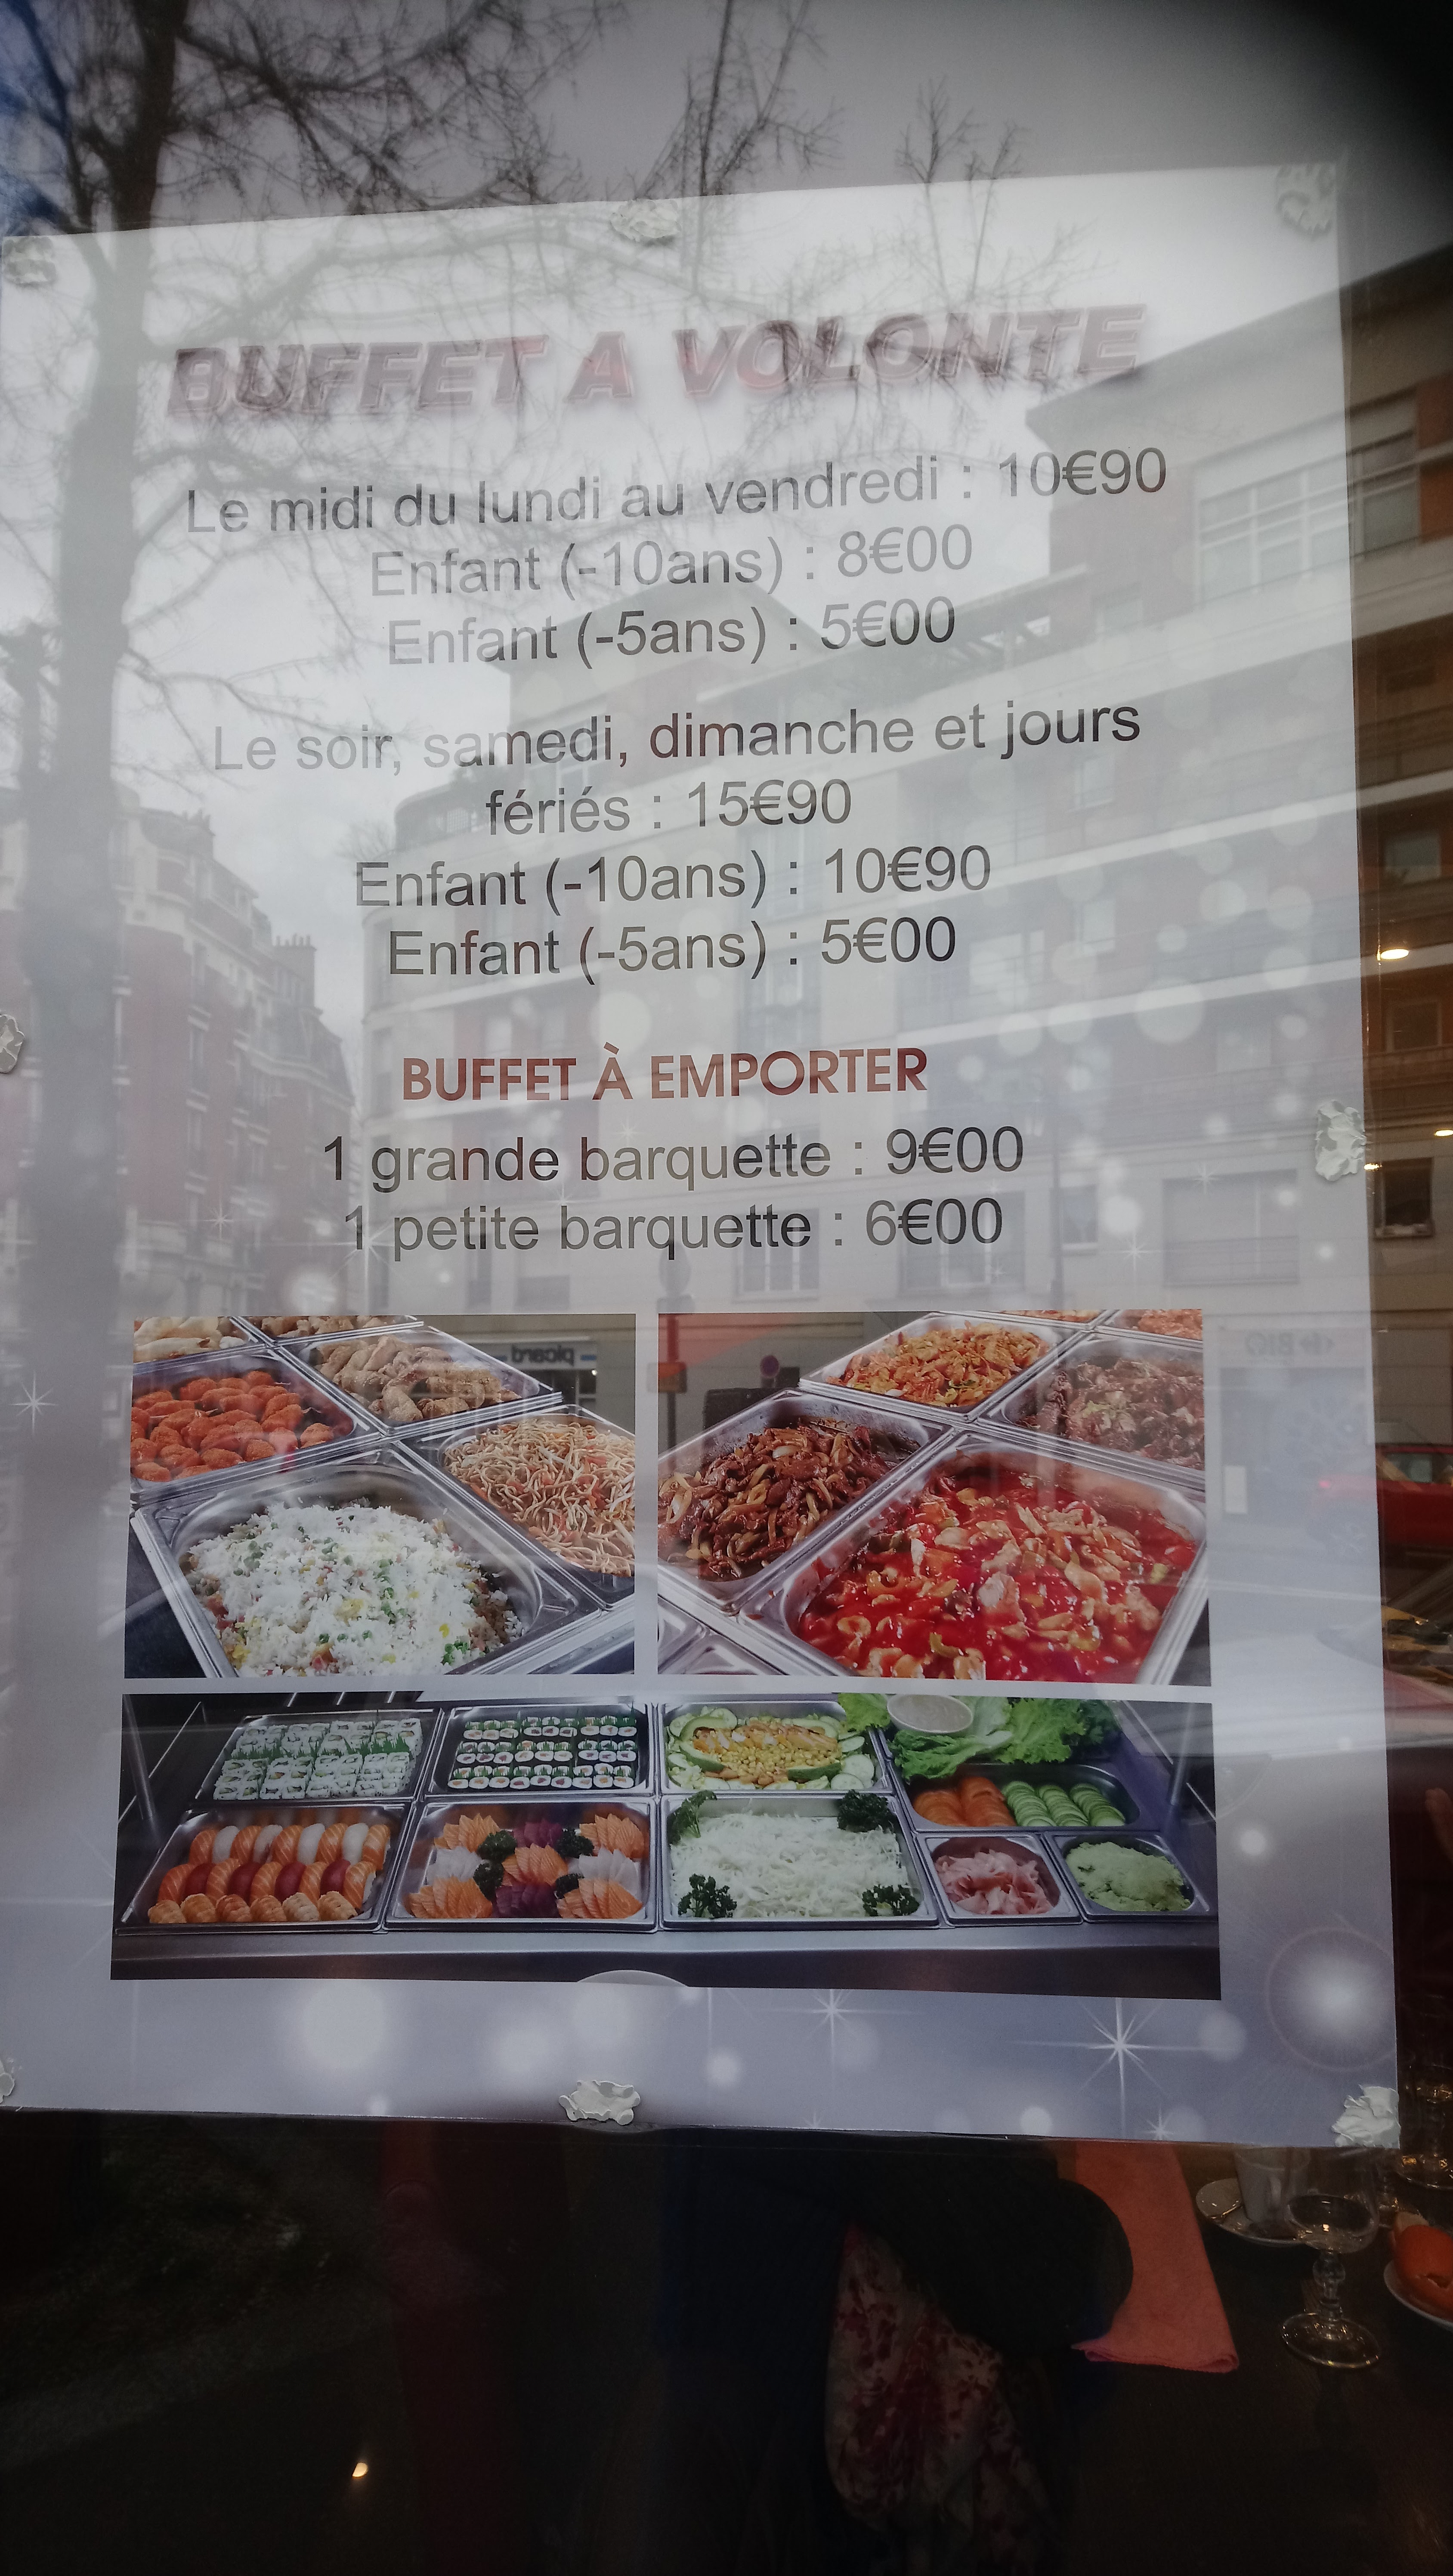 BUFFET A VOLONTE
Le midi du lundi au vendredi : 10€90
Enfant (-10ans) : 8€00
Enfant (-5ans) : 5€00
Le soir, samedi, dimanche et jours
fériés : 15€90
Enfant (-10ans) : 10€90
Enfant (-5ans) : 5€00
BUFFET À EMPORTER
1 grande barquette : 9€00
1 petite barquette : 6€00
picard
BIO